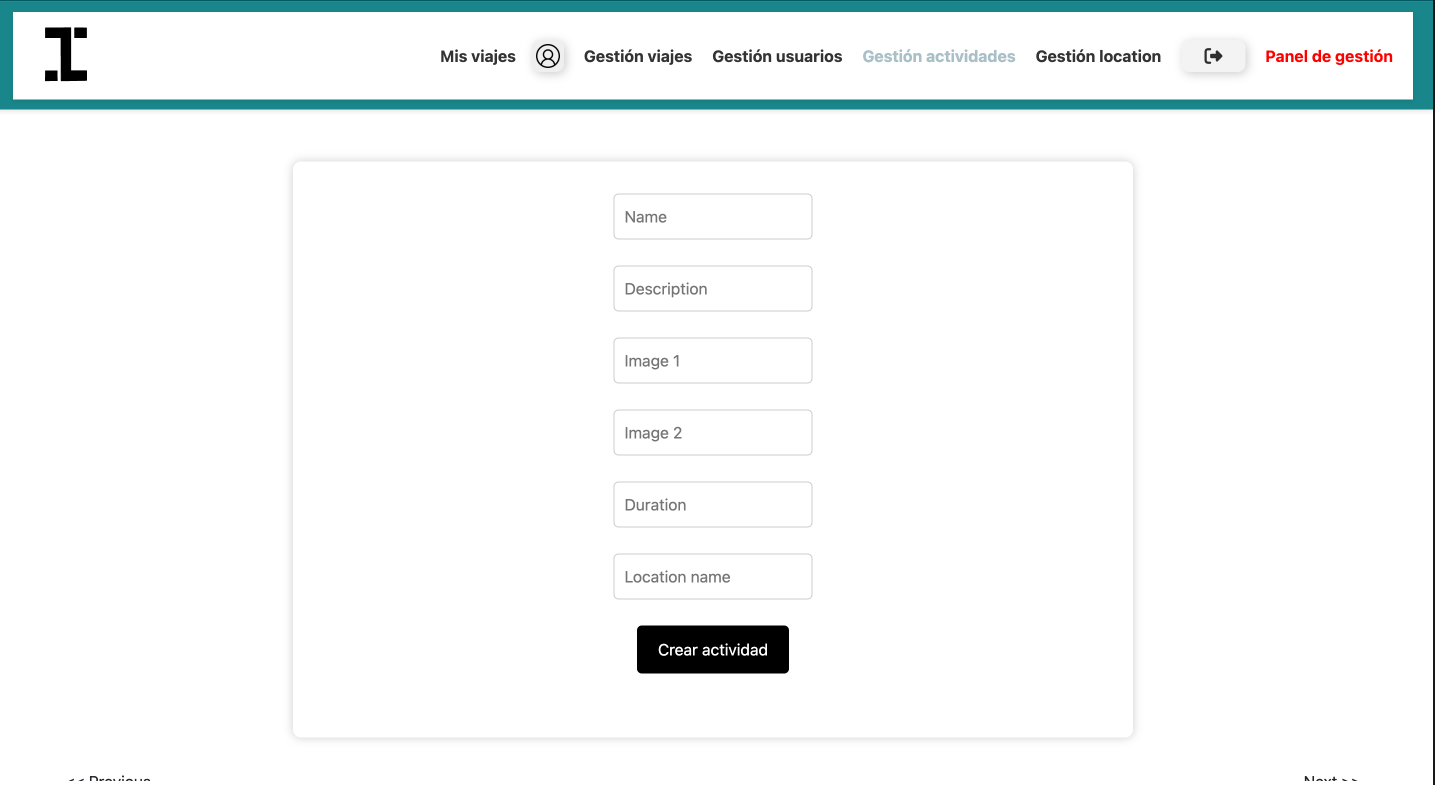 Mis viajes Gestión viajes Gestión usuarios Gestión actividades Gestión location Panel de gestión
Name
Description
Image 1
Image 2
Duration
Location name
Crear actividad
<< Previous Next >>